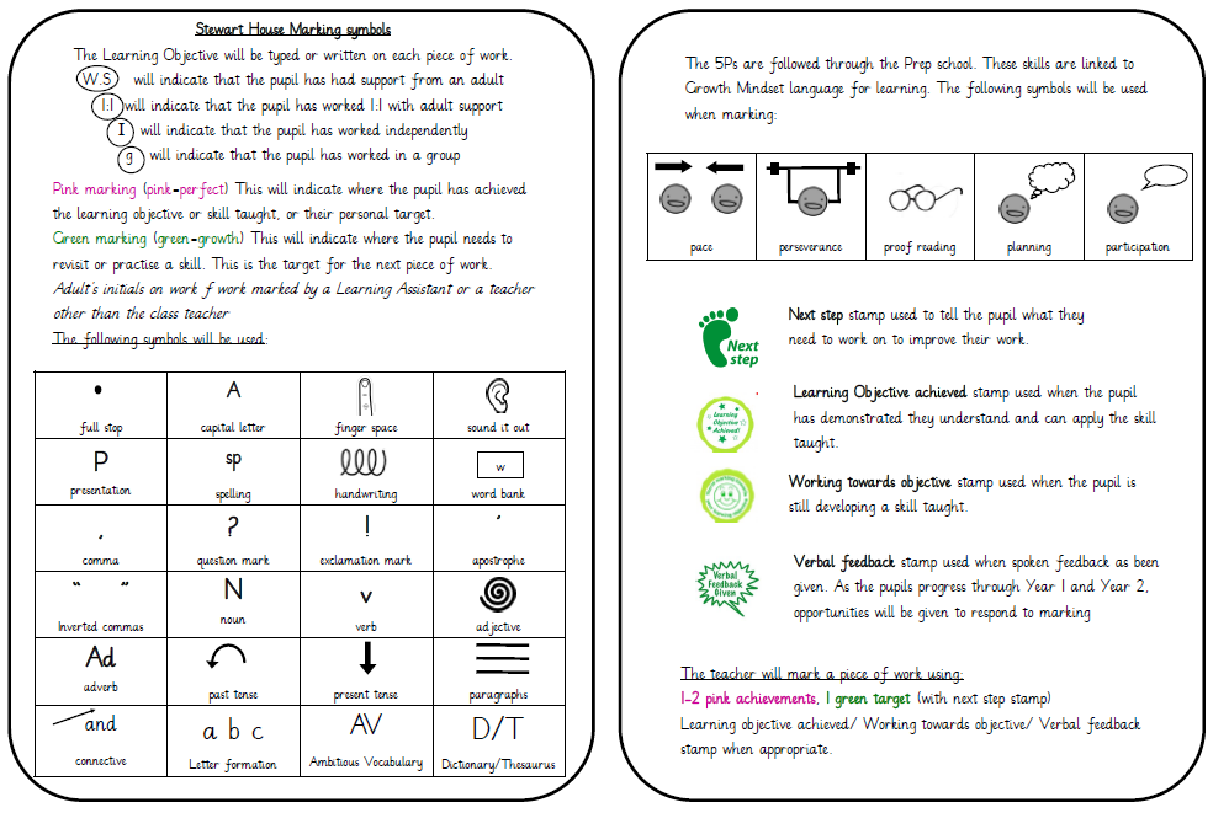 Stewart House Marking symbols
The Learning Objective will be typed or written on each piece of work.
W.S will indicate that the pupil has had support from an adult
1:1 will indicate that the pupil has worked 1:1 with adult support
I will indicate that the pupil has worked independently
g will indicate that the pupil has worked in a group
Pink marking (pink-perfect) This will indicate where the pupil has achieved
the learning objective or skill taught, or their personal target.
Green marking (green-growth) This will indicate where the pupil needs to
revisit or practise a skill. This is the target for the next piece of work.
Adult's initials on work f work marked by a Learning Assistant or a teacher
other than the class teacher
The following symbols will be used:
• A
full stop capital letter finger space sound it out
P sp w
presentation spelling handwriting word bank
, ? ! '
comma question mark exclamation mark apostrophe
“ ” N v
Inverted commas noun verb adjective
Ad
adverb past tense present tense paragraphs
and a b c AV D/T
connective Letter formation Ambitious Vocabulary Dictionary/Thesaurus
The 5Ps are followed through the Prep school. These skills are linked to
Growth Mindset language for learning. The following symbols will be used
when marking:
pace perseverance proof reading planning participation
Next step
Next step stamp used to tell the pupil what they
need to work on to improve their work.
Learning Objective Achieved!
Learning Objective achieved stamp used when the pupil
has demonstrated they understand and can apply the skill
taught.
Working towards objective stamp used when the pupil is
still developing a skill taught.
Verbal Feedback Given
Verbal feedback stamp used when spoken feedback as been
given. As the pupils progress through Year 1 and Year 2,
opportunities will be given to respond to marking
The teacher will mark a piece of work using:
1-2 pink achievements, 1 green target (with next step stamp)
Learning objective achieved/ Working towards objective/ Verbal feedback
stamp when appropriate.